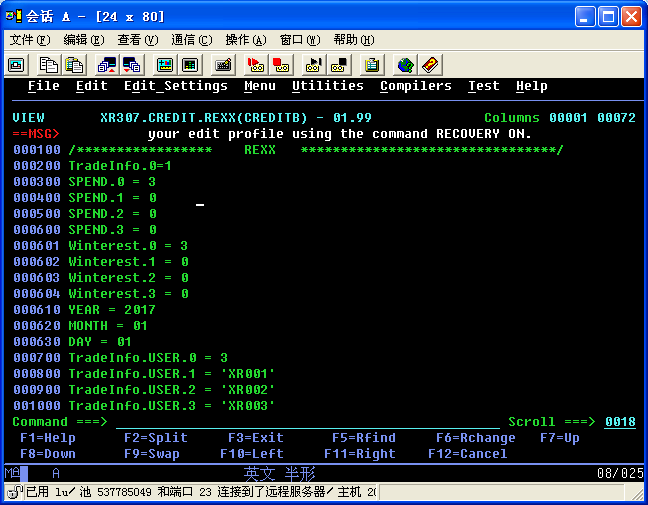 会话 A - [24 x 80]
文件(F) 编辑(E) 查看(V) 通信(C) 操作(A) 窗口(W) 帮助(H)
File Edit Edit_Settings Menu Utilities Compilers Test Help
VIEW XR307.CREDIT.REXX(CREDITB) - 01.99 Columns 00001 00072
==MSG> your edit profile using the command RECOVERY ON.
000100 /***************** REXX ********************************/
000200 TradeInfo.0=1
000300 SPEND.0 = 3
000400 SPEND.1 = 0
000500 SPEND.2 = 0
000600 SPEND.3 = 0
000601 Winterest.0 = 3
000602 Winterest.1 = 0
000603 Winterest.2 = 0
000604 Winterest.3 = 0
000610 YEAR = 2017
000620 MONTH = 01
000630 DAY = 01
000700 TradeInfo.USER.0 = 3
000800 TradeInfo.USER.1 = 'XR001'
000900 TradeInfo.USER.2 = 'XR002'
001000 TradeInfo.USER.3 = 'XR003'
Command ===> Scroll ===> 0018
F1=Help F2=Split F3=Exit F5=Rfind F6=Rchange F7=Up
F8=Down F9=Swap F10=Left F11=Right F12=Cancel
MA A 英文 半形 08/025
已用 lu/池 537785049 和端口 23 连接到了远程服务器/主机 20